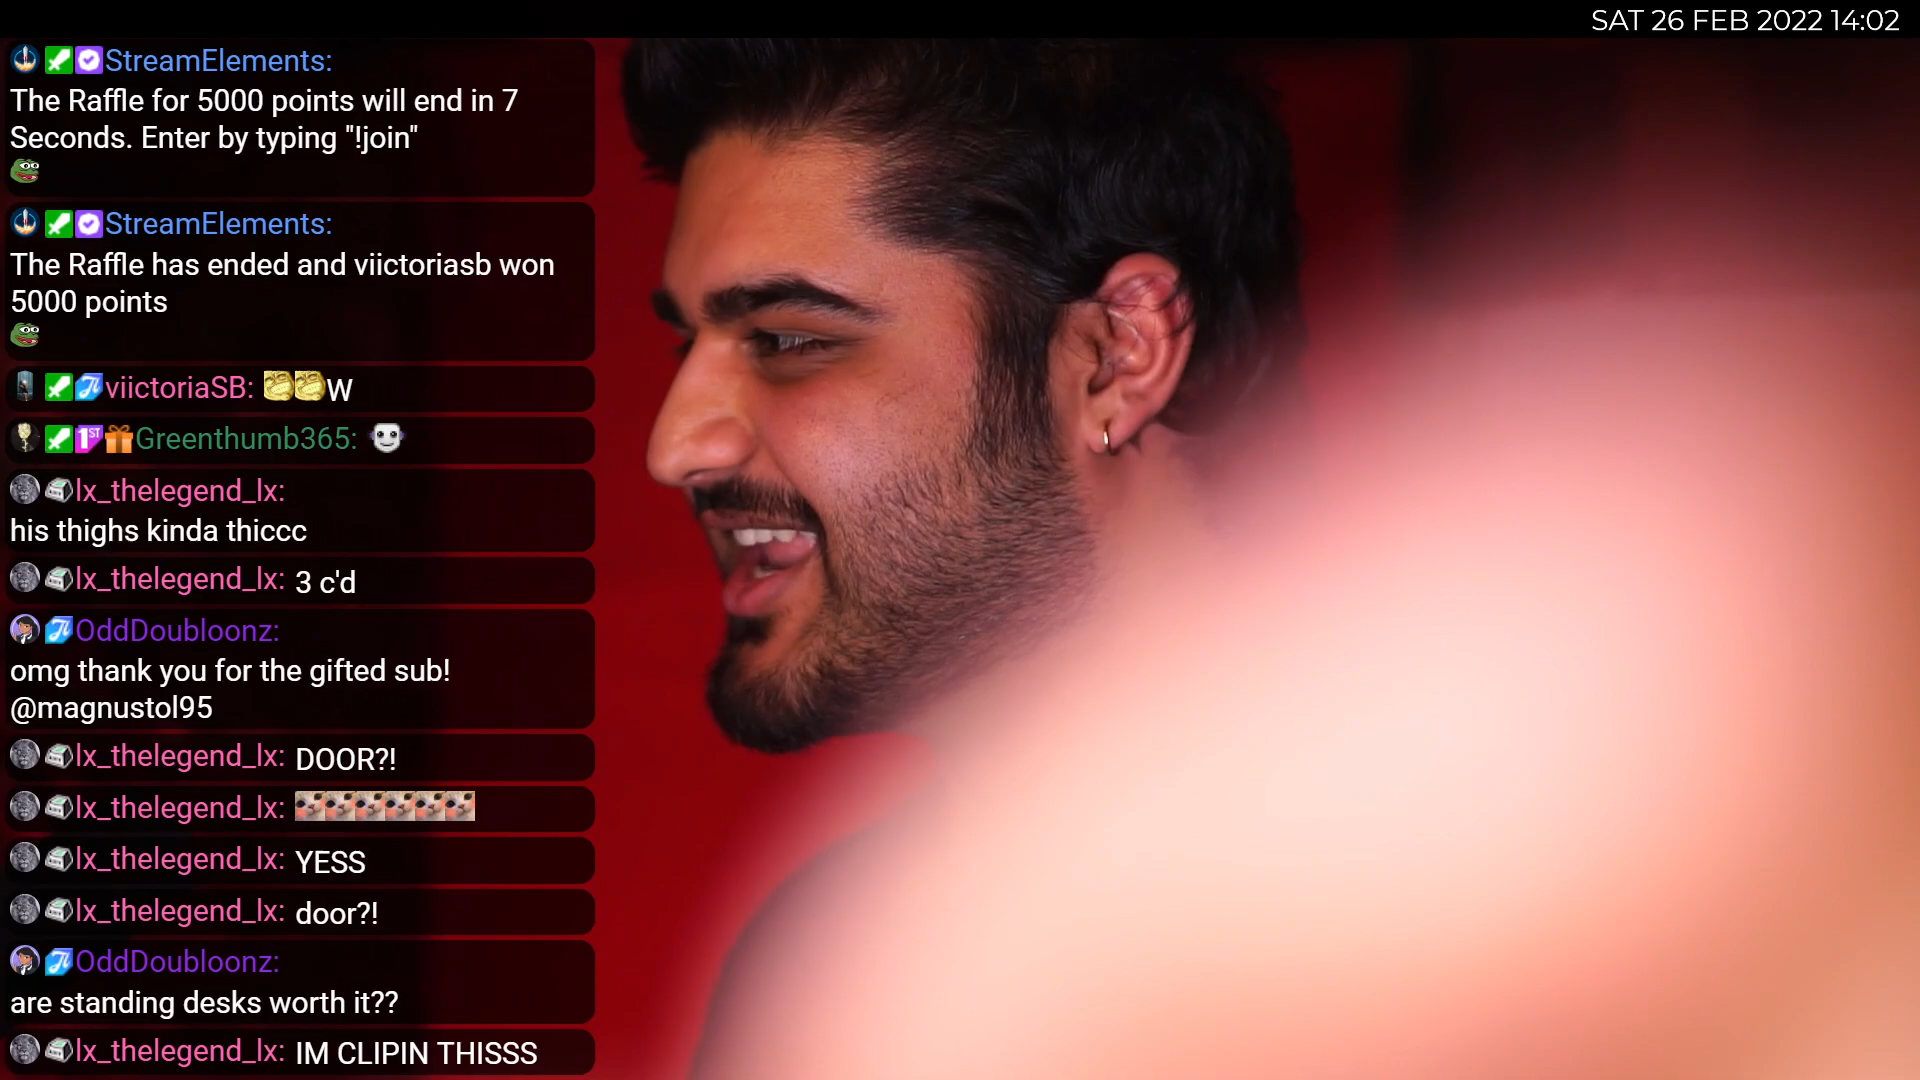 SAT 26 FEB 2022 14:02
StreamElements:
The Raffle for 5000 points will end in 7
Seconds. Enter by typing "!join"
StreamElements:
The Raffle has ended and viictoriasb won
5000 points
viictoriaSB: W
1ST Greenthumb365:
lx_thelegend_lx:
his thighs kinda thiccc
lx_thelegend_lx: 3 c'd
OddDoubloonz:
omg thank you for the gifted sub!
@magnustol95
lx_thelegend_lx: DOOR?!
lx_thelegend_lx:
lx_thelegend_lx: YESS
lx_thelegend_lx: door?!
OddDoubloonz:
are standing desks worth it??
lx_thelegend_lx: IM CLIPIN THISSS